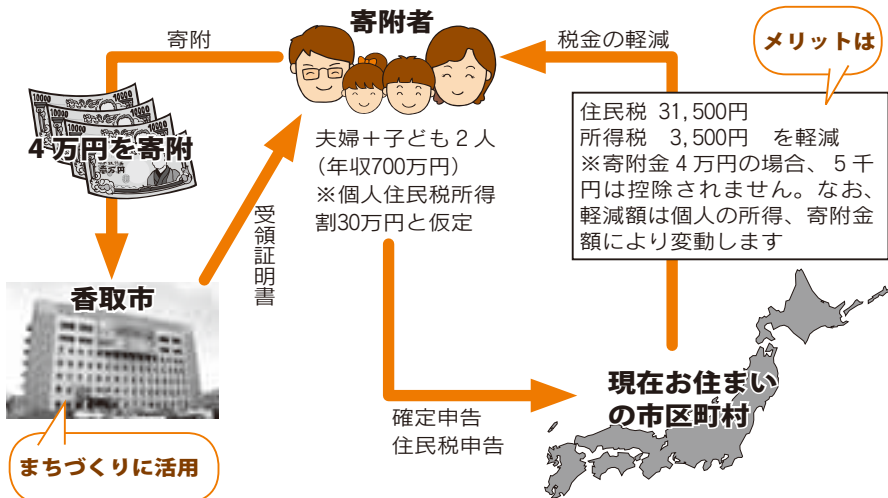 寄附者
寄附
税金の軽減
メリットは
10000
10000
10000
10000
壱万円
4万円を寄附
夫婦＋子ども２人
（年収700万円）
※個人住民税所得
割30万円と仮定
住民税 31,500円
所得税　3,500円　を軽減
※寄附金４万円の場合、５千
円は控除されません。なお、
軽減額は個人の所得、寄附金
額により変動します
受領証明書
香取市
まちづくりに活用
確定申告
住民税申告
現在お住まい
の市区町村